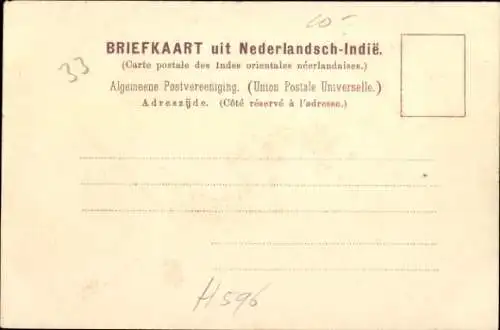 10-
33
BRIEFKAART uit Nederlandsch-Indië.
(Carte postale des Indes orientales néerlandaises.)
Algemeene Postvereeniging. (Union Postale Universelle.)
Adreszijde. (Côté réservé à l'adresse.)
H596